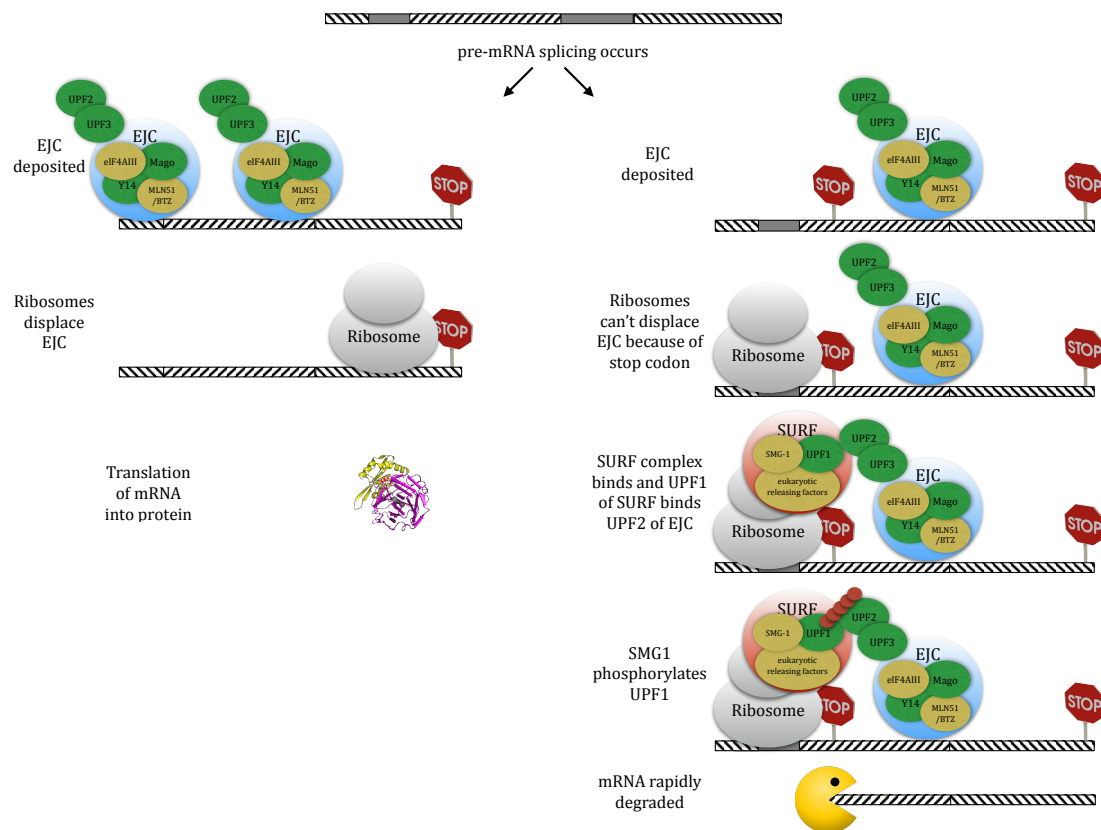 pre-mRNA splicing occurs
EJC
deposited
UPF2
UPF3
EJC
eIF4AIII
Mago
Y14
MLN51
/BTZ
UPF2
UPF3
EJC
eIF4AIII
Mago
Y14
MLN51
/BTZ
STOP
EJC
deposited
STOP
UPF2
UPF3
EJC
eIF4AIII
Mago
Y14
MLN51
/BTZ
STOP
Ribosomes
displace
EJC
Ribosome
STOP
Ribosomes
can't displace
EJC because of
stop codon
Ribosome
STOP
UPF2
UPF3
EJC
eIF4AIII
Mago
Y14
MLN51
/BTZ
STOP
Translation
of mRNA
into protein
SURF complex
binds and UPF1
of SURF binds
UPF2 of EJC
SURF
SMG-1
UPF1
eukaryotic
releasing factors
Ribosome
STOP
UPF2
UPF3
EJC
eIF4AIII
Mago
Y14
MLN51
/BTZ
STOP
SMG1
phosphorylates
UPF1
SURF
SMG-1
UPF1
eukaryotic
releasing factors
Ribosome
STOP
UPF2
UPF3
EJC
eIF4AIII
Mago
Y14
MLN51
/BTZ
STOP
mRNA rapidly
degraded